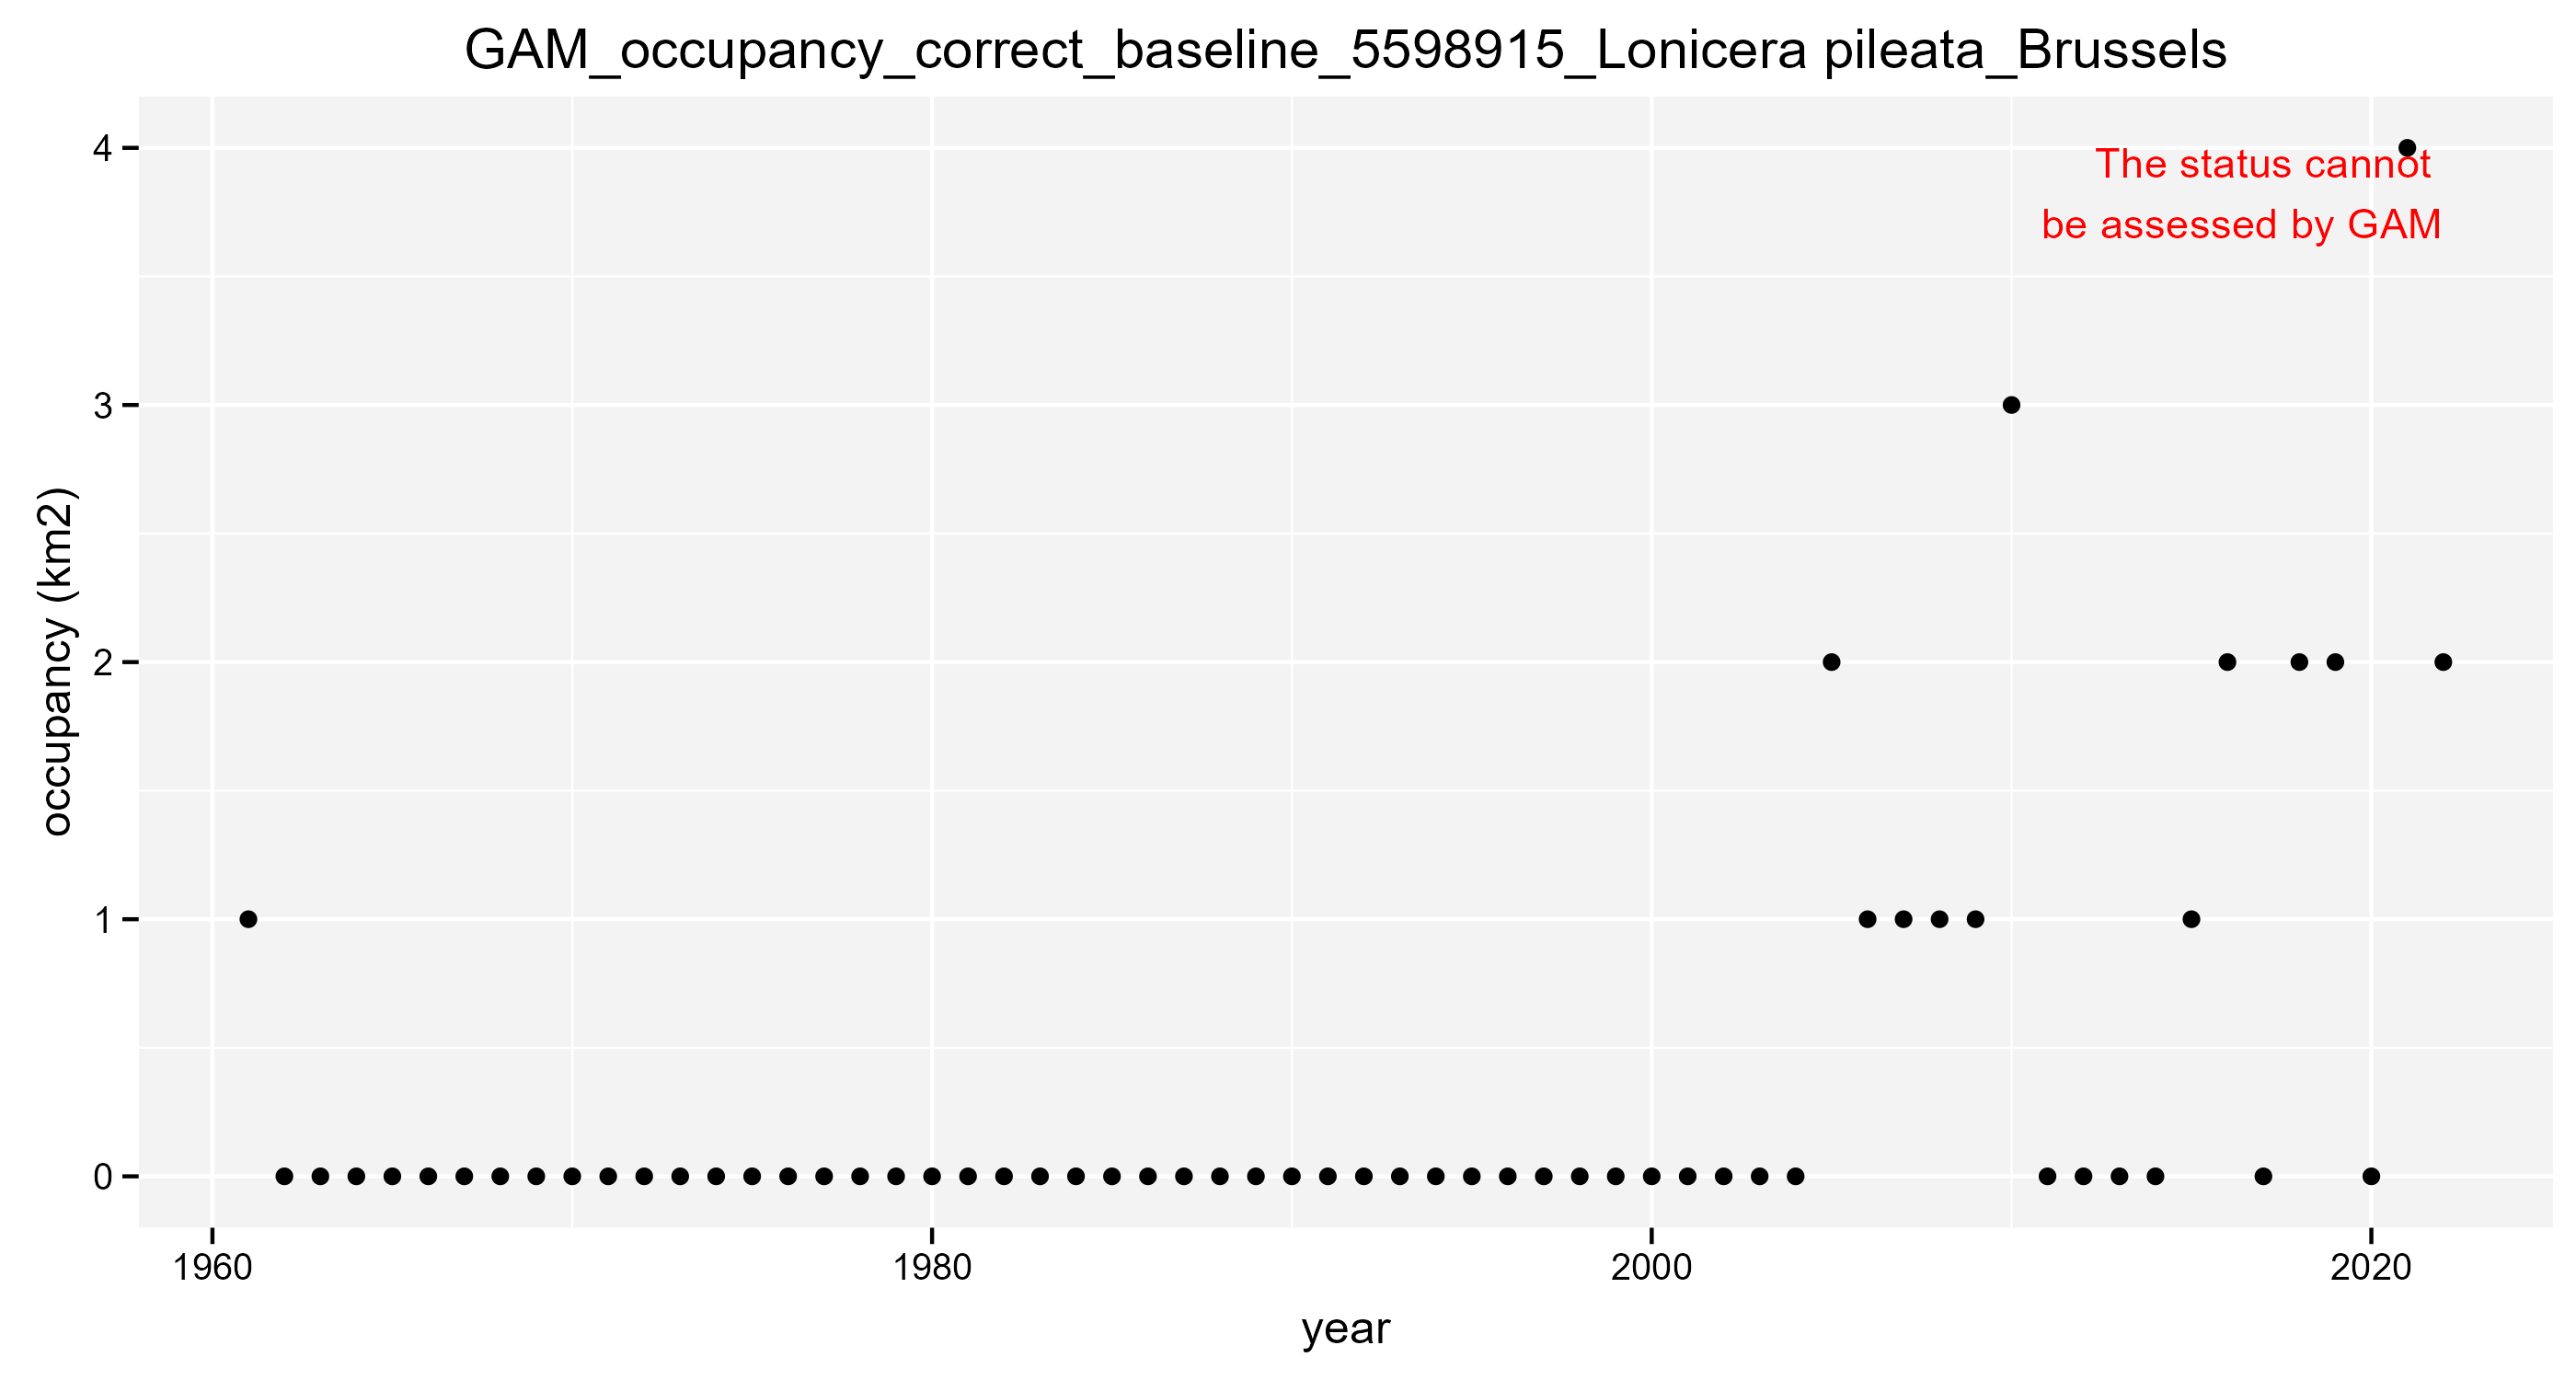 GAM_occupancy_correct_baseline_5598915_Lonicera pileata_Brussels
4
The status cannot
be assessed by GAM
3
occupancy (km2)
2
1
0
1960 1980 2000 2020
year